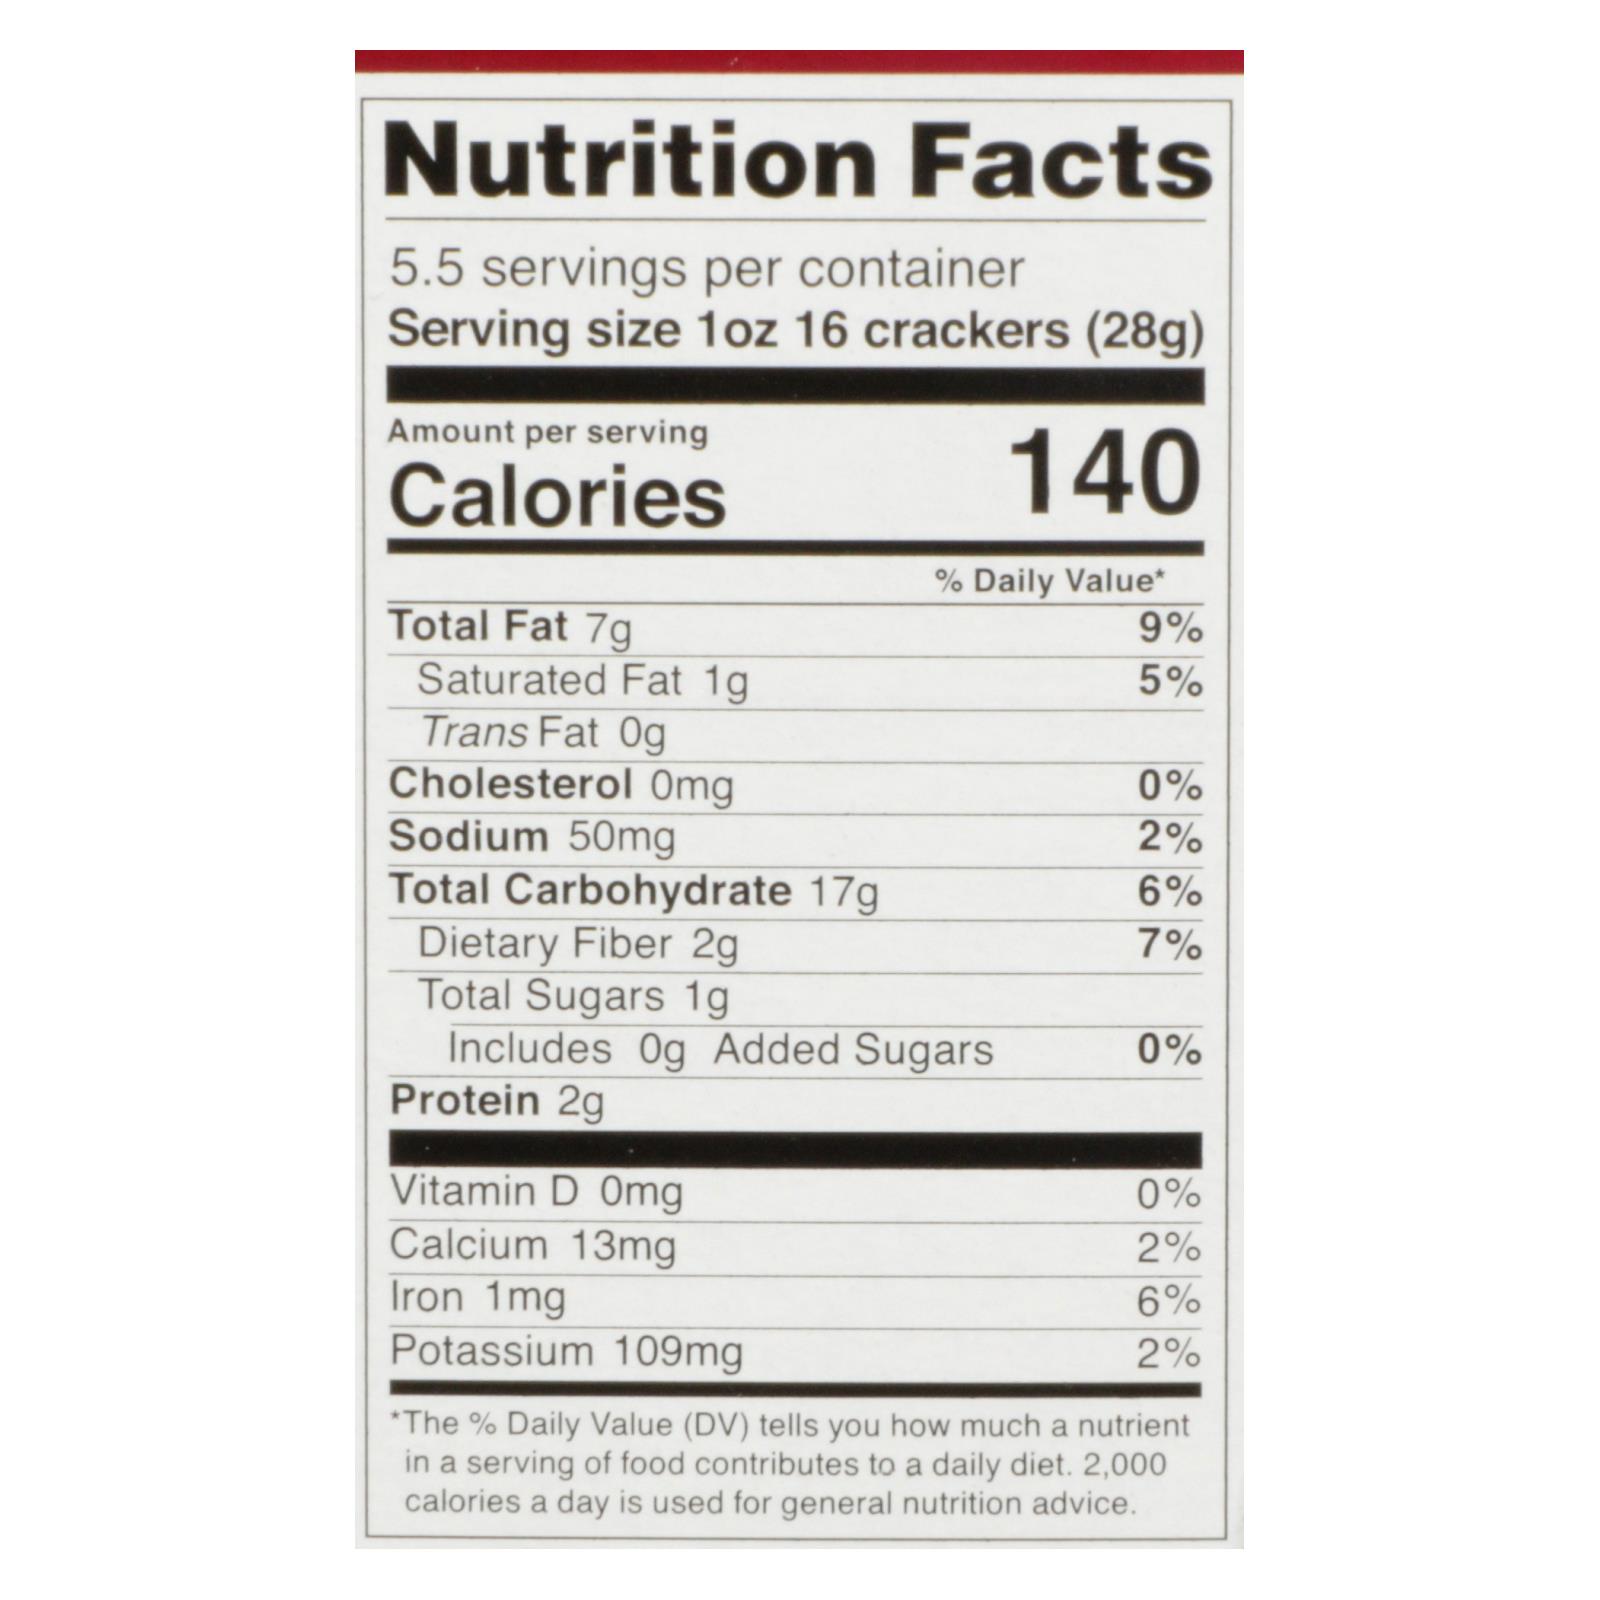 Nutrition Facts
5.5 servings per container
Serving size 1oz 16 crackers (28g)
Amount per serving
Calories 140
% Daily Value*
Total Fat 7g 9%
Saturated Fat 1g 5%
Trans Fat 0g
Cholesterol 0mg 0%
Sodium 50mg 2%
Total Carbohydrate 17g 6%
Dietary Fiber 2g 7%
Total Sugars 1g
Includes 0g Added Sugars 0%
Protein 2g
Vitamin D 0mg 0%
Calcium 13mg 2%
Iron 1mg 6%
Potassium 109mg 2%
*The % Daily Value (DV) tells you how much a nutrient
in a serving of food contributes to a daily diet. 2,000
calories a day is used for general nutrition advice.